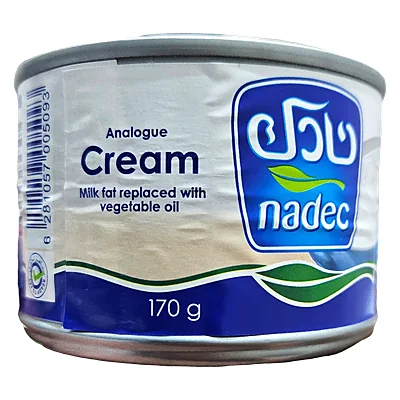 Analogue
Cream
Milk fat replaced with
vegetable oil
170 g
نادك
nadec
6 281057 005093